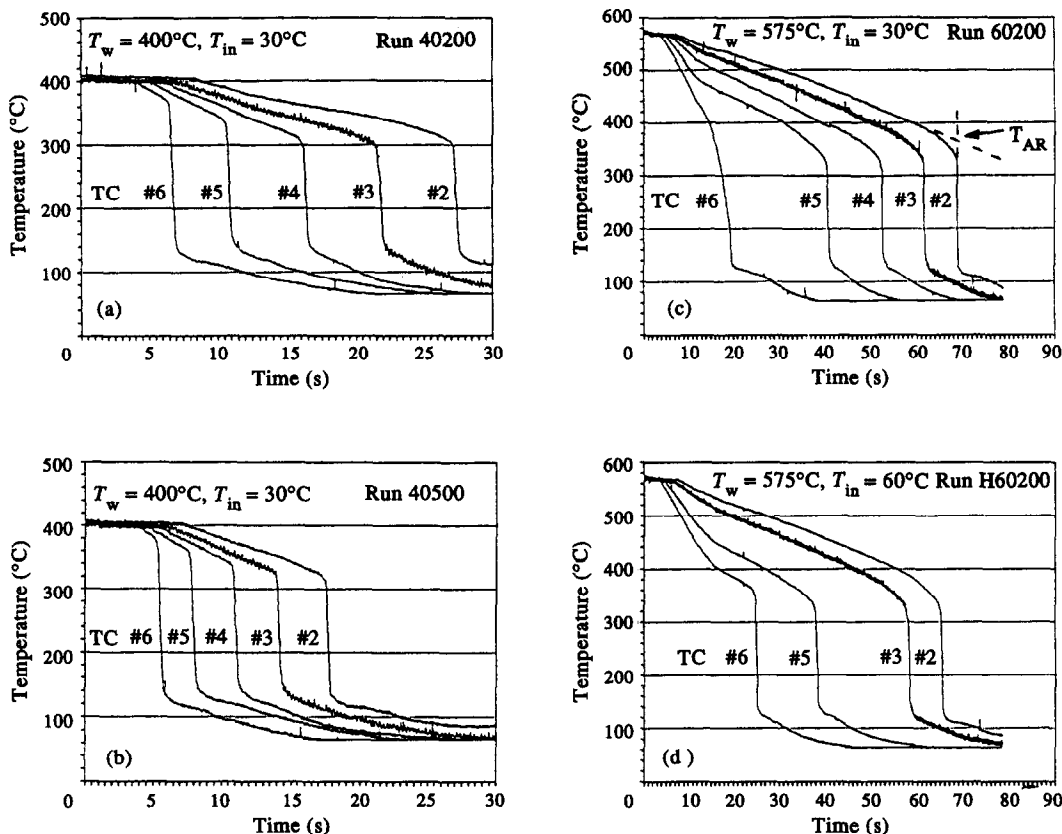 500
400
300
200
100
0
Temperature (°C)
T_w = 400°C, T_in = 30°C Run 40200
TC #6 #5 #4 #3 #2
(a)
0 5 10 15 20 25 30
Time (s)
600
500
400
300
200
100
0
Temperature (°C)
T_w = 575°C, T_in = 30°C Run 60200
T_AR
TC #6 #5 #4 #3 #2
(c)
0 10 20 30 40 50 60 70 80 90
Time (s)
500
400
300
200
100
0
Temperature (°C)
T_w = 400°C, T_in = 30°C Run 40500
TC #6 #5 #4 #3 #2
(b)
0 5 10 15 20 25 30
Time (s)
600
500
400
300
200
100
0
Temperature (°C)
T_w = 575°C, T_in = 60°C Run H60200
TC #6 #5 #3 #2
(d )
0 10 20 30 40 50 60 70 80 90
Time (s)